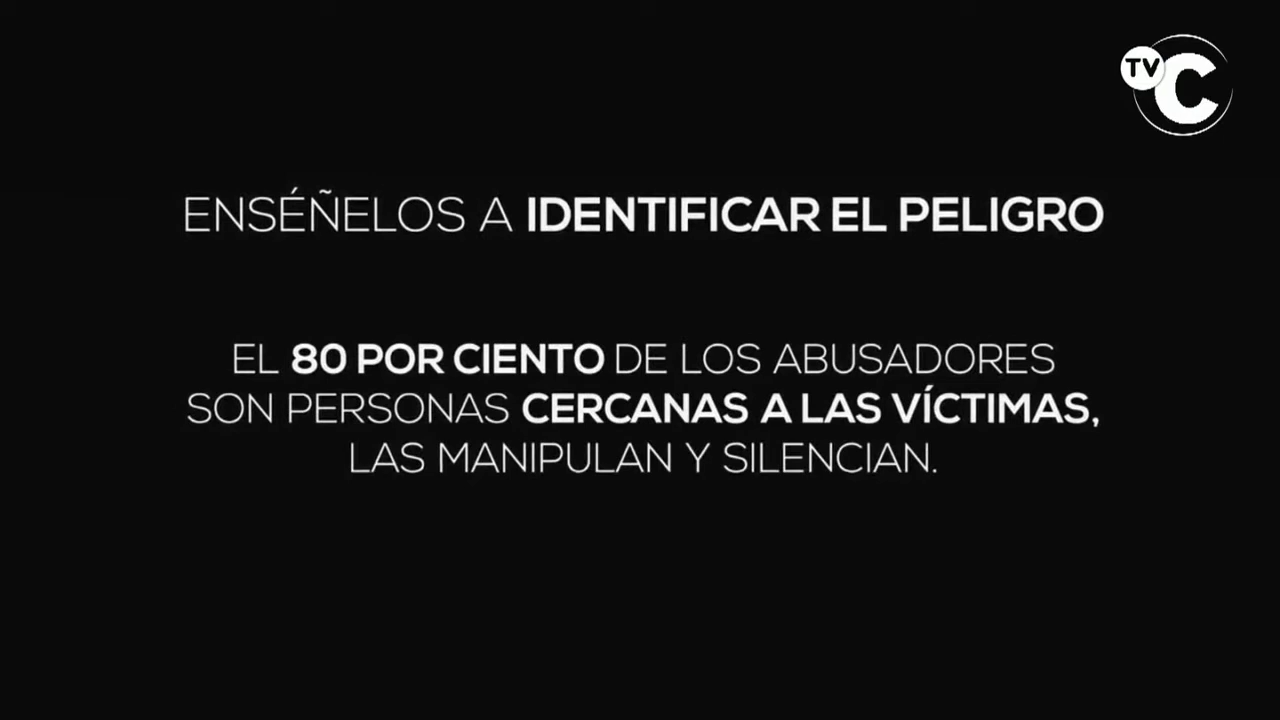 TV C
ENSÉÑELOS A IDENTIFICAR EL PELIGRO
EL 80 POR CIENTO DE LOS ABUSADORES
SON PERSONAS CERCANAS A LAS VÍCTIMAS,
LAS MANIPULAN Y SILENCIAN.